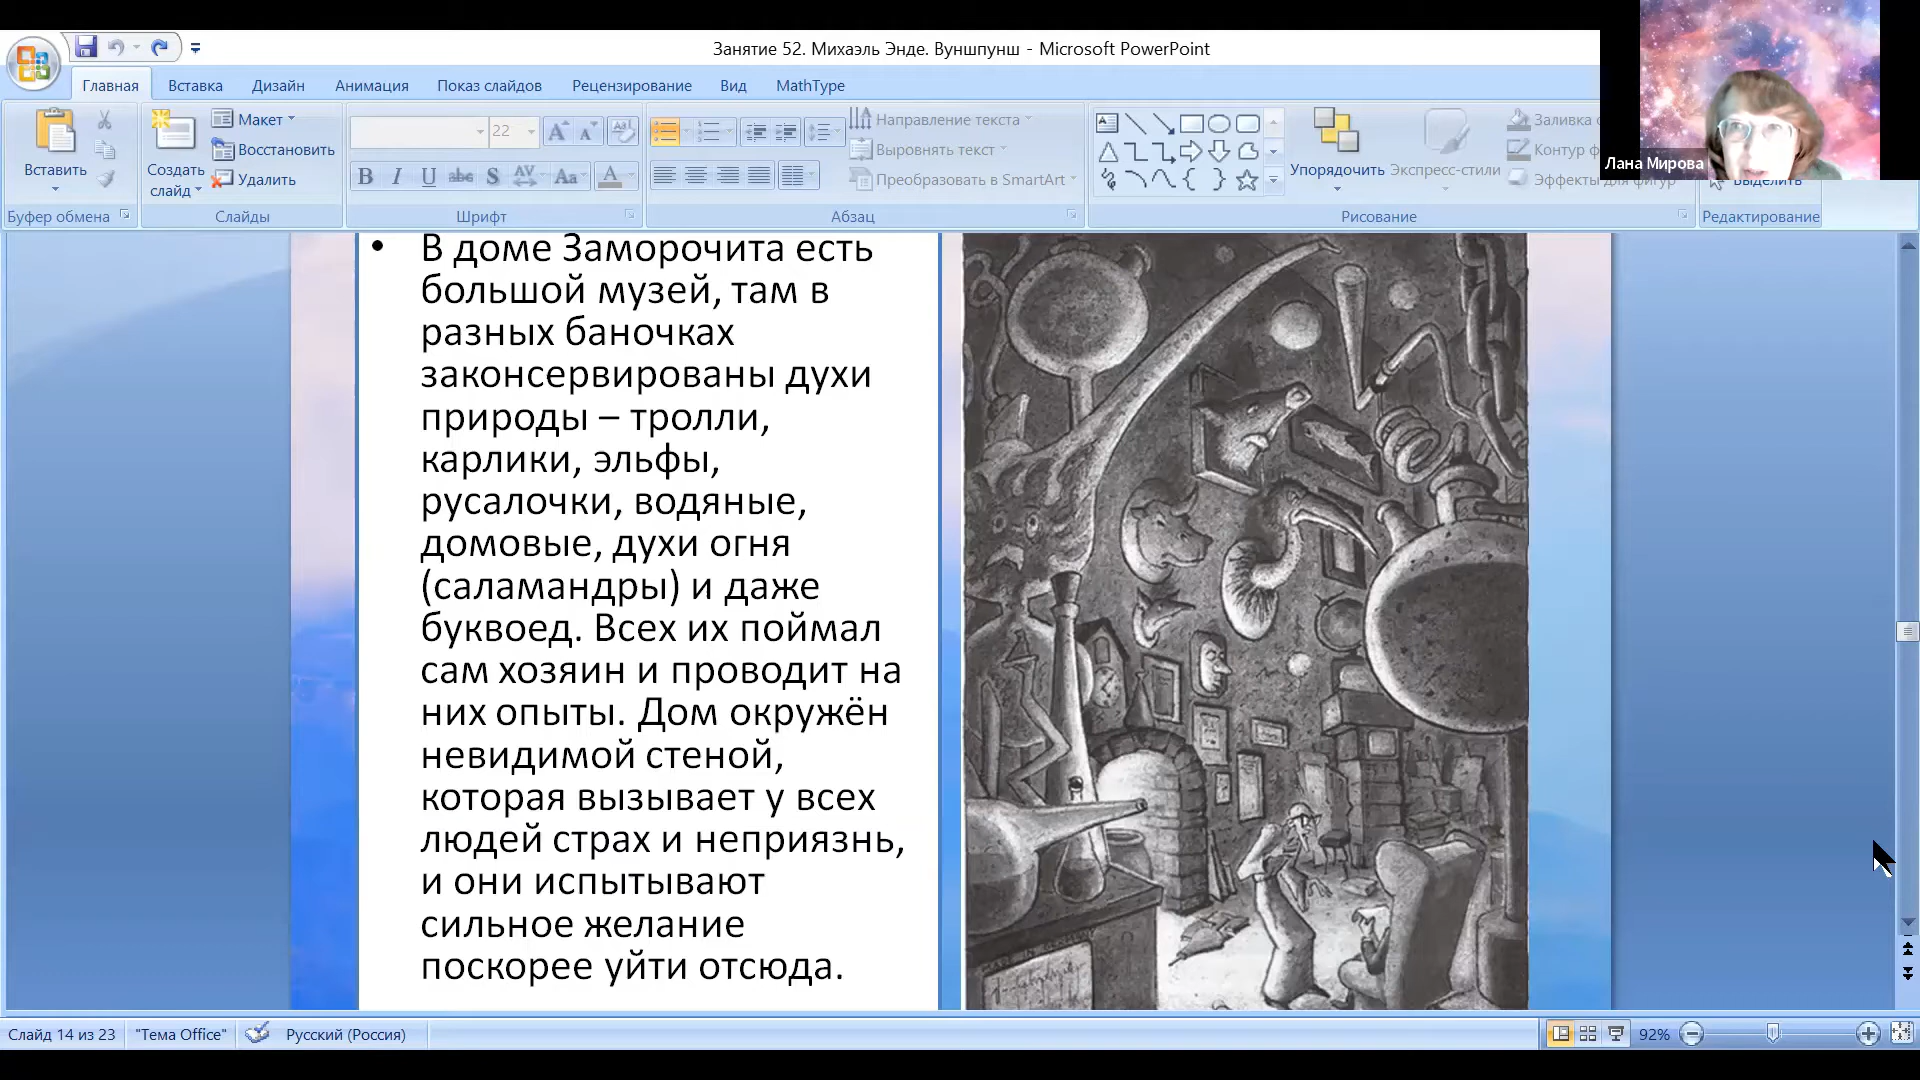 Занятие 52. Михаэль Энде. Вуншпунш - Microsoft PowerPoint
Главная
Вставка
Дизайн
Анимация
Показ слайдов
Рецензирование
Вид
MathType
Вставить
Создать
слайд
Макет
Восстановить
Удалить
22
Направление текста
Выровнять текст
Преобразовать в SmartArt
Упорядочить
Экспресс-стили
Заливка
Контур ф
Эффекты для фигур
Выделить
Буфер обмена
Слайды
Шрифт
Абзац
Рисование
Редактирование
Лана Мирова
• В доме Заморочита есть
большой музей, там в
разных баночках
законсервированы духи
природы – тролли,
карлики, эльфы,
русалочки, водяные,
домовые, духи огня
(саламандры) и даже
буквоед. Всех их поймал
сам хозяин и проводит на
них опыты. Дом окружён
невидимой стеной,
которая вызывает у всех
людей страх и неприязнь,
и они испытывают
сильное желание
поскорее уйти отсюда.
Слайд 14 из 23
"Тема Office"
Русский (Россия)
92%